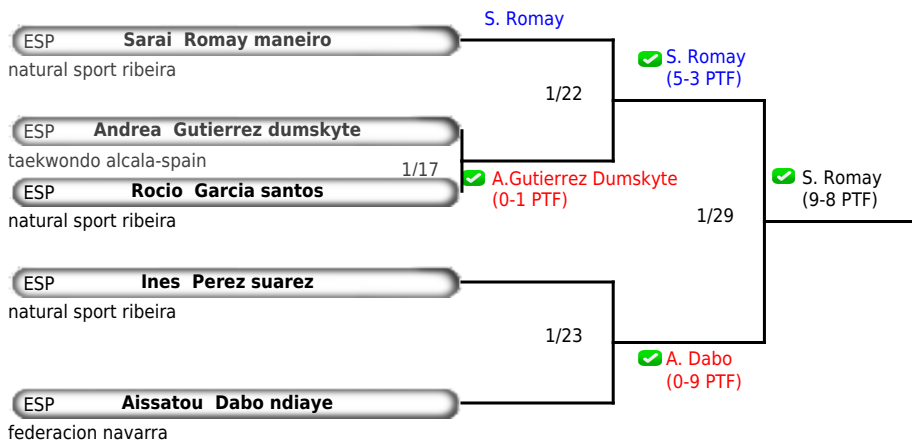 S. Romay
ESP Sarai Romay maneiro
natural sport ribeira
S. Romay
(5-3 PTF)
1/22
ESP Andrea Gutierrez dumskyte
taekwondo alcala-spain
1/17
A.Gutierrez Dumskyte
(0-1 PTF)
S. Romay
(9-8 PTF)
ESP Rocio Garcia santos
natural sport ribeira
1/29
ESP Ines Perez suarez
natural sport ribeira
1/23
A. Dabo
(0-9 PTF)
ESP Aissatou Dabo ndiaye
federacion navarra